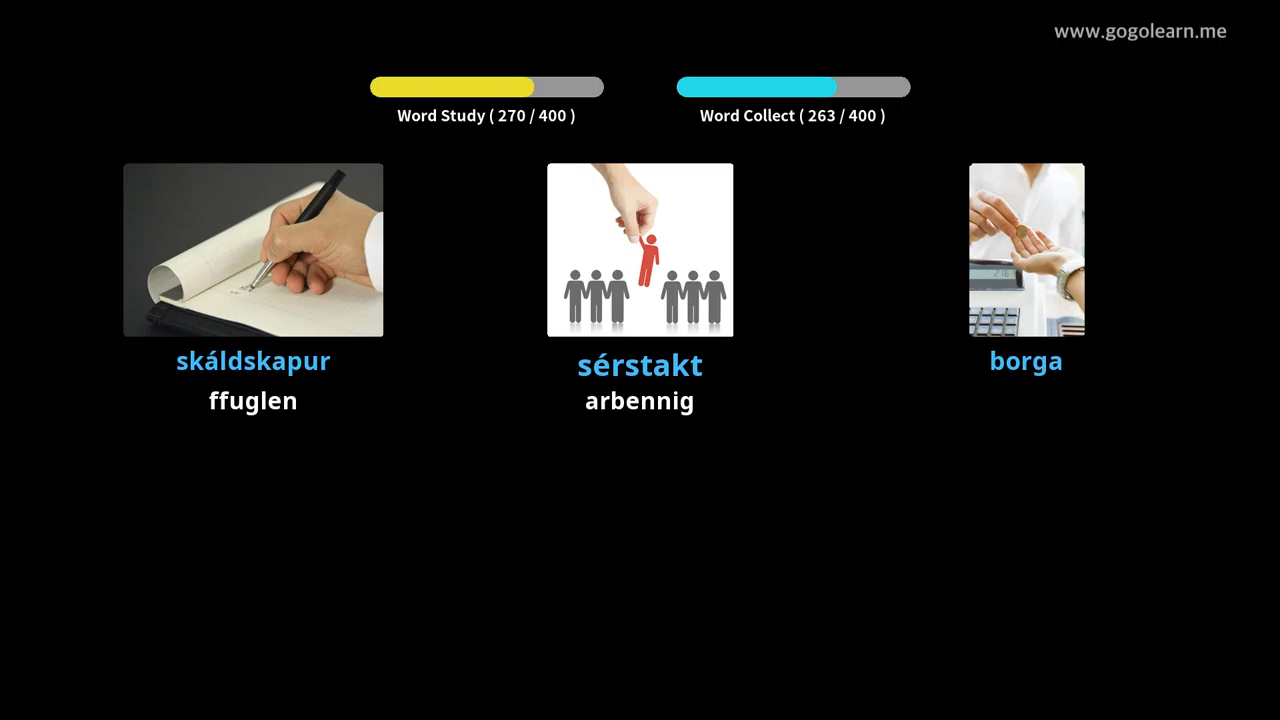 www.gogolearn.me
Word Study ( 270 / 400 )
Word Collect ( 263 / 400 )
skáldskapur
ffuglen
sérstakt
arbennig
borga